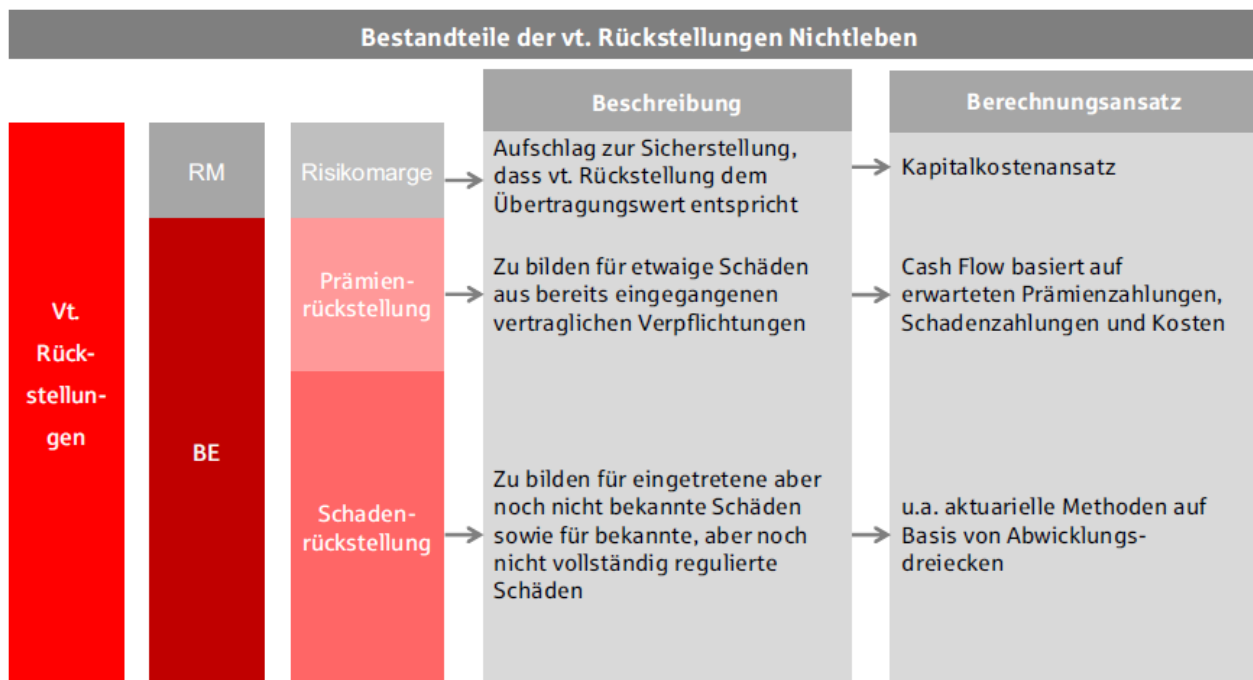 Bestandteile der vt. Rückstellungen Nichtleben
Beschreibung
Berechnungsansatz
Vt.
Rück-
stellun-
gen
RM
BE
Risikomarge
Aufschlag zur Sicherstellung,
dass vt. Rückstellung dem
Übertragungswert entspricht
Kapitalkostenansatz
Prämien-
rückstellung
Zu bilden für etwaige Schäden
aus bereits eingegangenen
vertraglichen Verpflichtungen
Cash Flow basiert auf
erwarteten Prämienzahlungen,
Schadenzahlungen und Kosten
Schaden-
rückstellung
Zu bilden für eingetretene aber
noch nicht bekannte Schäden
sowie für bekannte, aber noch
nicht vollständig regulierte
Schäden
u.a. aktuarielle Methoden auf
Basis von Abwicklungs-
dreiecken